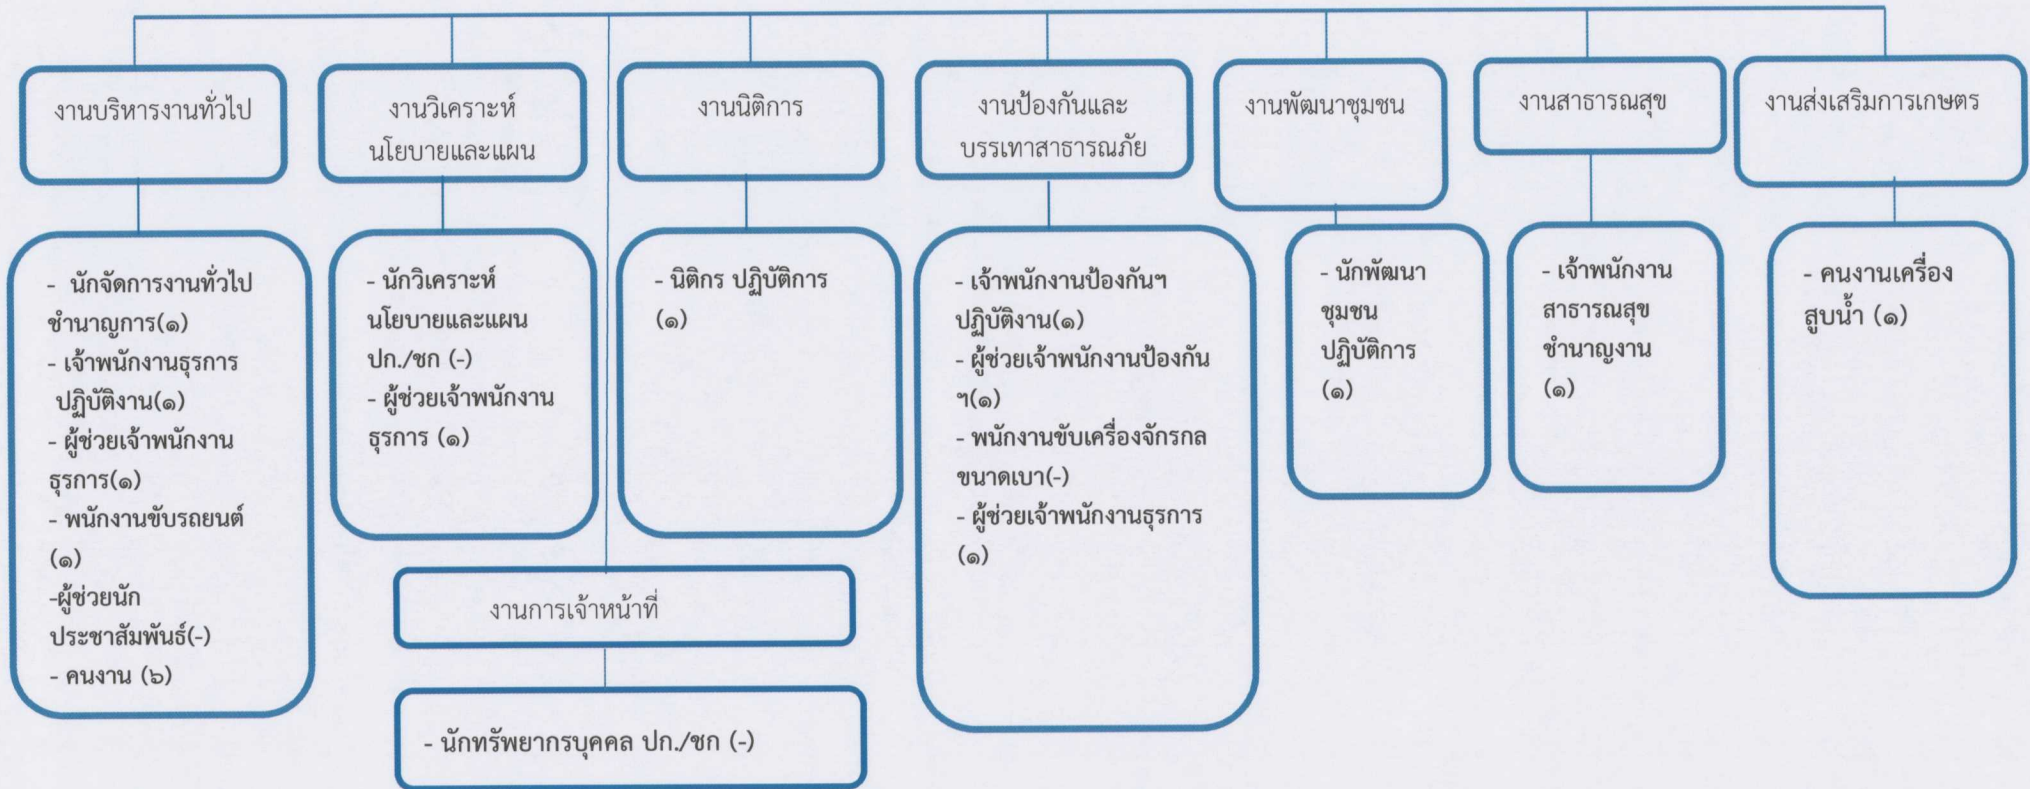 งานบริหารงานทั่วไป
งานวิเคราะห์
นโยบายและแผน
งานนิติการ
งานป้องกันและ
บรรเทาสาธารณภัย
งานพัฒนาชุมชน
งานสาธารณสุข
งานส่งเสริมการเกษตร
- นักจัดการงานทั่วไป
ชำนาญการ(๑)
- เจ้าพนักงานธุรการ
ปฏิบัติงาน(๑)
- ผู้ช่วยเจ้าพนักงาน
ธุรการ(๑)
- พนักงานขับรถยนต์
(๑)
-ผู้ช่วยนัก
ประชาสัมพันธ์(-)
- คนงาน (๖)
- นักวิเคราะห์
นโยบายและแผน
ปก./ชก (-)
- ผู้ช่วยเจ้าพนักงาน
ธุรการ (๑)
- นิติกร ปฏิบัติการ
(๑)
- เจ้าพนักงานป้องกันฯ
ปฏิบัติงาน(๑)
- ผู้ช่วยเจ้าพนักงานป้องกัน
ฯ(๑)
- พนักงานขับเครื่องจักรกล
ขนาดเบา(-)
- ผู้ช่วยเจ้าพนักงานธุรการ
(๑)
- นักพัฒนา
ชุมชน
ปฏิบัติการ
(๑)
- เจ้าพนักงาน
สาธารณสุข
ชำนาญงาน
(๑)
- คนงานเครื่อง
สูบน้ำ (๑)
งานการเจ้าหน้าที่
- นักทรัพยากรบุคคล ปก./ชก (-)